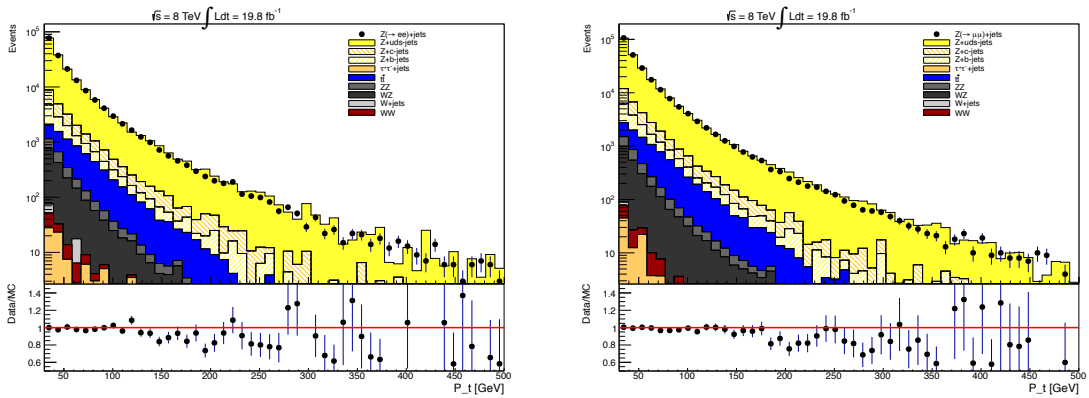 √s = 8 TeV ∫ Ldt = 19.8 fb⁻¹
Events
10⁵
10⁴
10³
10²
10
Z(→ ee)+jets
Z+uds-jets
Z+c-jets
Z+b-jets
τ⁺τ⁻+jets
tt̄
ZZ
WZ
W+jets
WW
Data/MC
1.4
1.2
1
0.8
0.6
50 100 150 200 250 300 350 400 450 500
P_t [GeV]
√s = 8 TeV ∫ Ldt = 19.8 fb⁻¹
Events
10⁵
10⁴
10³
10²
10
Z(→ μμ)+jets
Z+uds-jets
Z+c-jets
Z+b-jets
τ⁺τ⁻+jets
tt̄
ZZ
WZ
W+jets
WW
Data/MC
1.4
1.2
1
0.8
0.6
50 100 150 200 250 300 350 400 450 500
P_t [GeV]